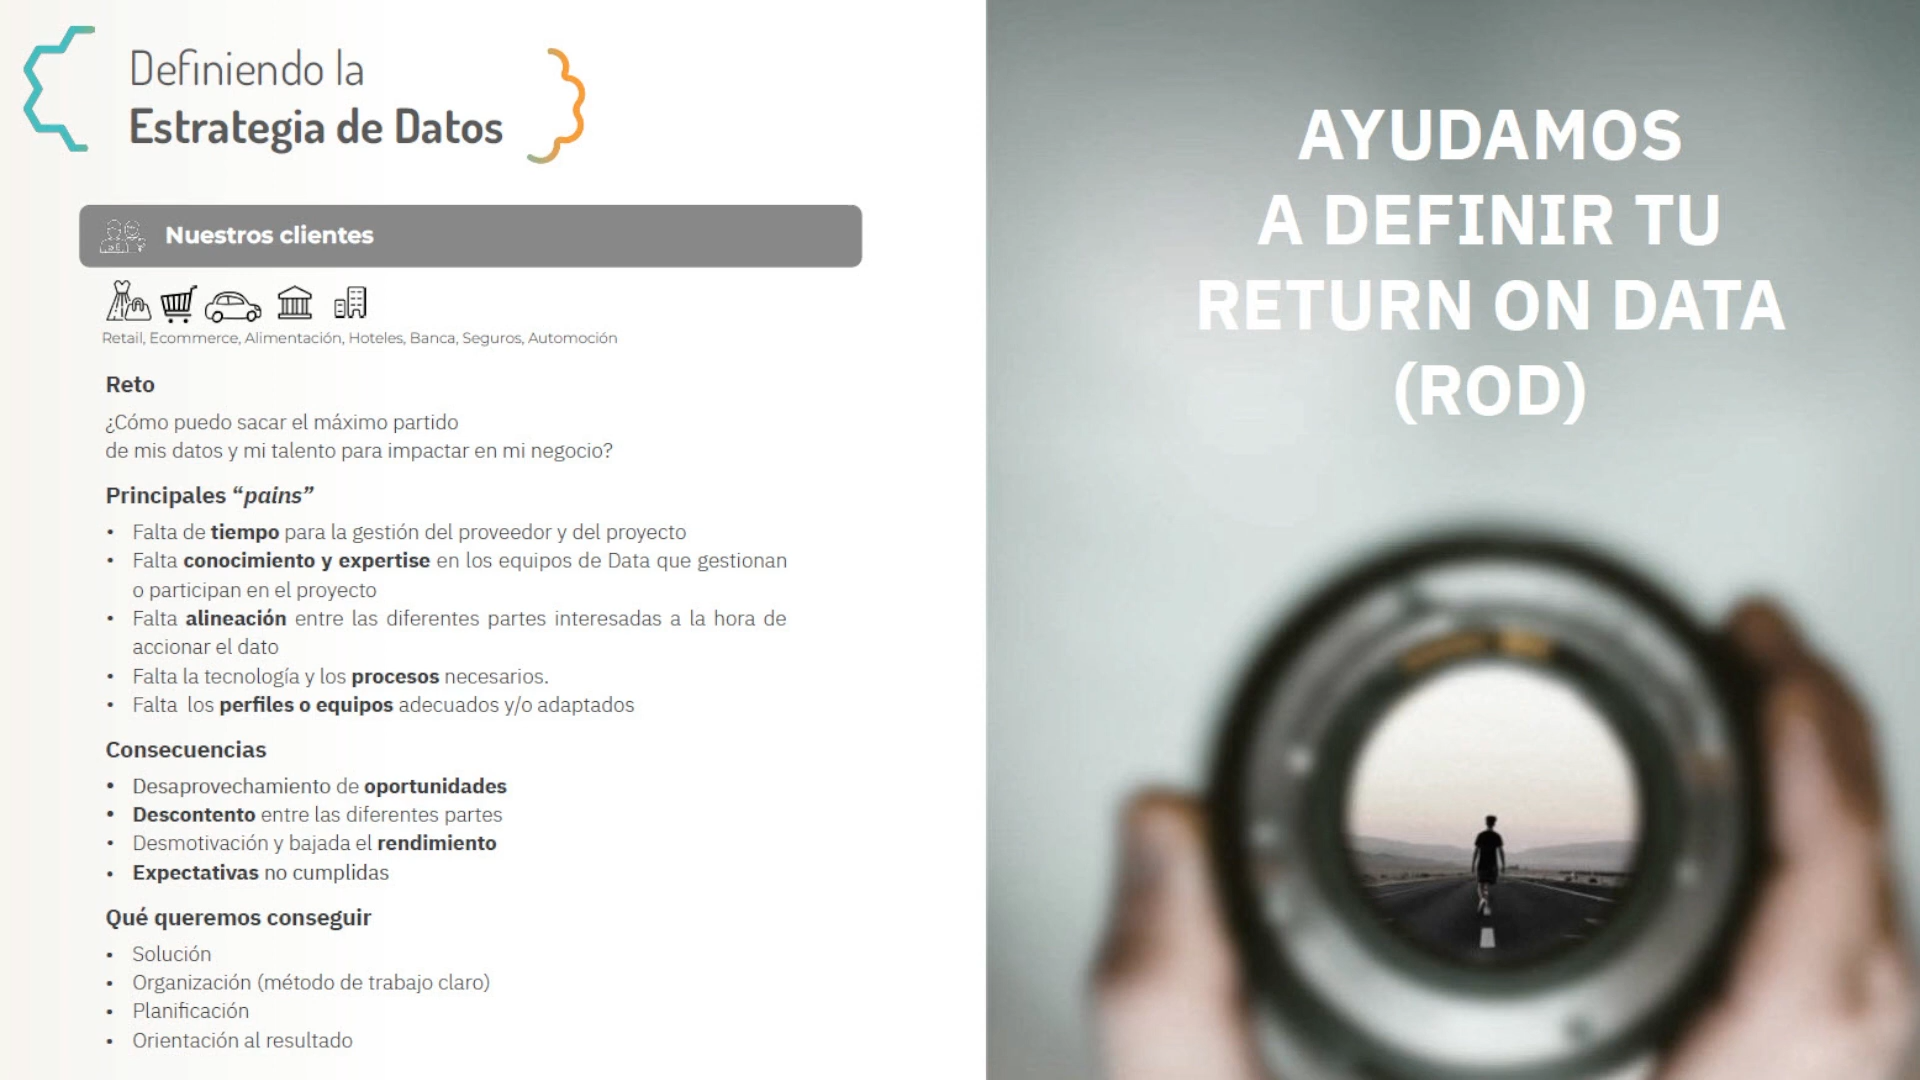 Definiendo la
Estrategia de Datos
Nuestros clientes
Retail, Ecommerce, Alimentación, Hoteles, Banca, Seguros, Automoción
Reto
¿Cómo puedo sacar el máximo partido
de mis datos y mi talento para impactar en mi negocio?
Principales “pains”
• Falta de tiempo para la gestión del proveedor y del proyecto
• Falta conocimiento y expertise en los equipos de Data que gestionan
o participan en el proyecto
• Falta alineación entre las diferentes partes interesadas a la hora de
accionar el dato
• Falta la tecnología y los procesos necesarios.
• Falta los perfiles o equipos adecuados y/o adaptados
Consecuencias
• Desaprovechamiento de oportunidades
• Descontento entre las diferentes partes
• Desmotivación y bajada el rendimiento
• Expectativas no cumplidas
Qué queremos conseguir
• Solución
• Organización (método de trabajo claro)
• Planificación
• Orientación al resultado
AYUDAMOS
A DEFINIR TU
RETURN ON DATA
(ROD)